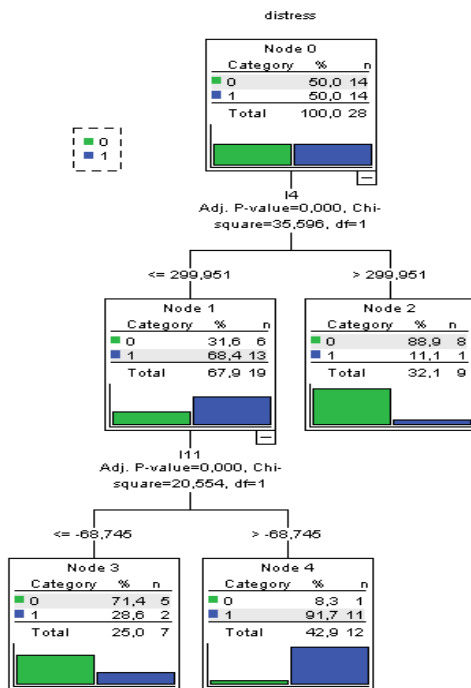 distress
Node 0
Category % n
0 50,0 14
1 50,0 14
Total 100,0 28
0
1
I4
Adj. P-value=0,000, Chi-
square=35,596, df=1
<= 299,951
> 299,951
Node 1
Category % n
0 31,6 6
1 68,4 13
Total 67,9 19
Node 2
Category % n
0 88,9 8
1 11,1 1
Total 32,1 9
I11
Adj. P-value=0,000, Chi-
square=20,554, df=1
<= -68,745
> -68,745
Node 3
Category % n
0 71,4 5
1 28,6 2
Total 25,0 7
Node 4
Category % n
0 8,3 1
1 91,7 11
Total 42,9 12